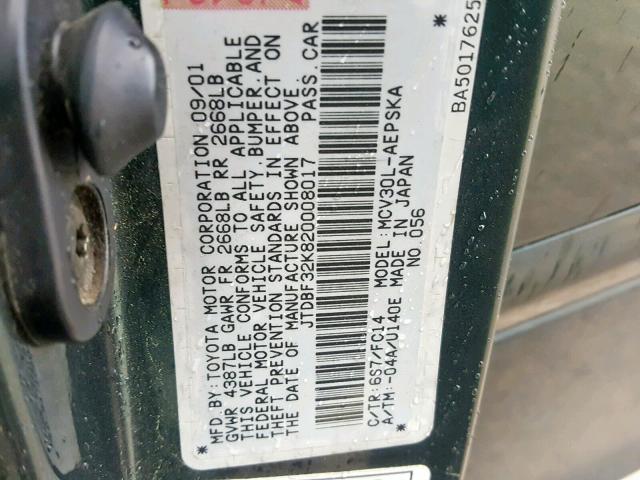 MFD. BY: TOYOTA MOTOR CORPORATION 09/01
GVWR 4387LB GAWR FR 2668LB RR 2668LB
THIS VEHICLE CONFORMS TO ALL APPLICABLE
FEDERAL MOTOR VEHICLE SAFETY, BUMPER, AND
THEFT PREVENTION STANDARDS IN EFFECT ON
THE DATE OF MANUFACTURE SHOWN ABOVE.
JTDBF32K820008017 PASS. CAR
C/TR: 6S7/FC14 MODEL: MCV30L-AEPSKA
A/TM: -04A/U140E MADE IN JAPAN
NO. 056
BA5017625